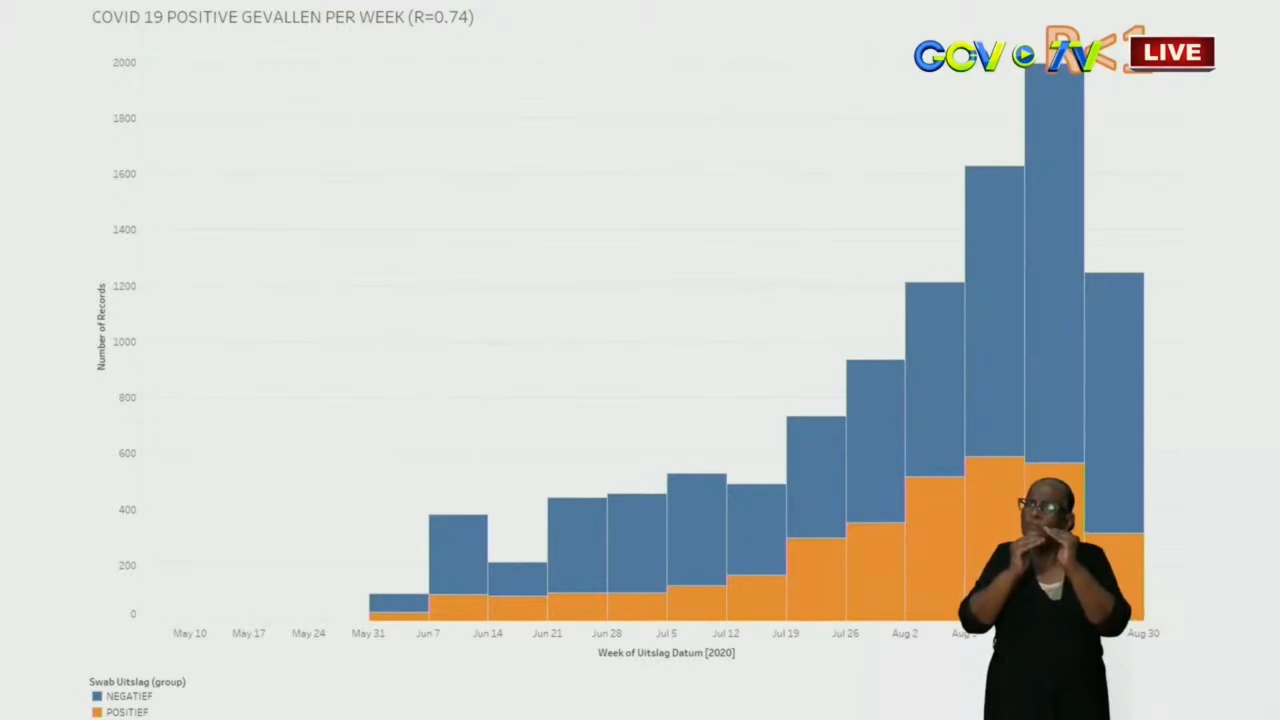 COVID 19 POSITIVE GEVALLEN PER WEEK (R=0.74)
R<1
GOV TV
LIVE
2000
1800
1600
1400
1200
1000
800
600
400
200
0
Number of Records
May 10 May 17 May 24 May 31 Jun 7 Jun 14 Jun 21 Jun 28 Jul 5 Jul 12 Jul 19 Jul 26 Aug 2 Aug 30
Week of Uitslag Datum [2020]
Swab Uitslag (group)
NEGATIEF
POSITIEF